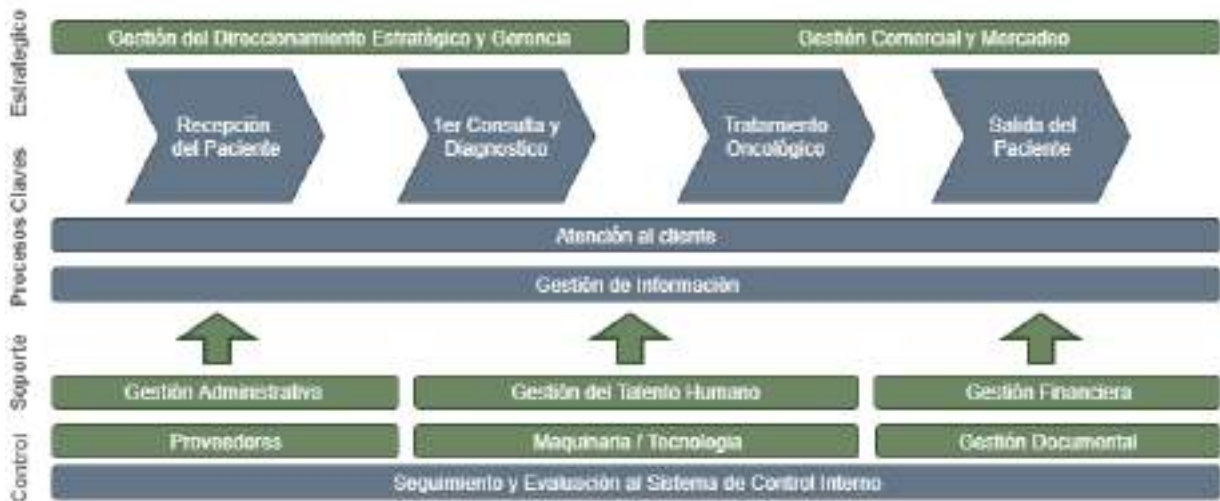 Estrategico
Gestión del Direccionamiento Estratégico y Gerencia
Gestión Comercial y Mercadeo
Procesos Claves
Recepción
del Paciente
1er Consulta y
Diagnostico
Tratamiento
Oncológico
Salida del
Paciente
Atención al cliente
Gestión de Información
Soporte
Gestión Administrativa
Gestión del Talento Humano
Gestión Financiera
Control
Proveedores
Maquinaria / Tecnología
Gestión Documental
Seguimiento y Evaluación al Sistema de Control Interno